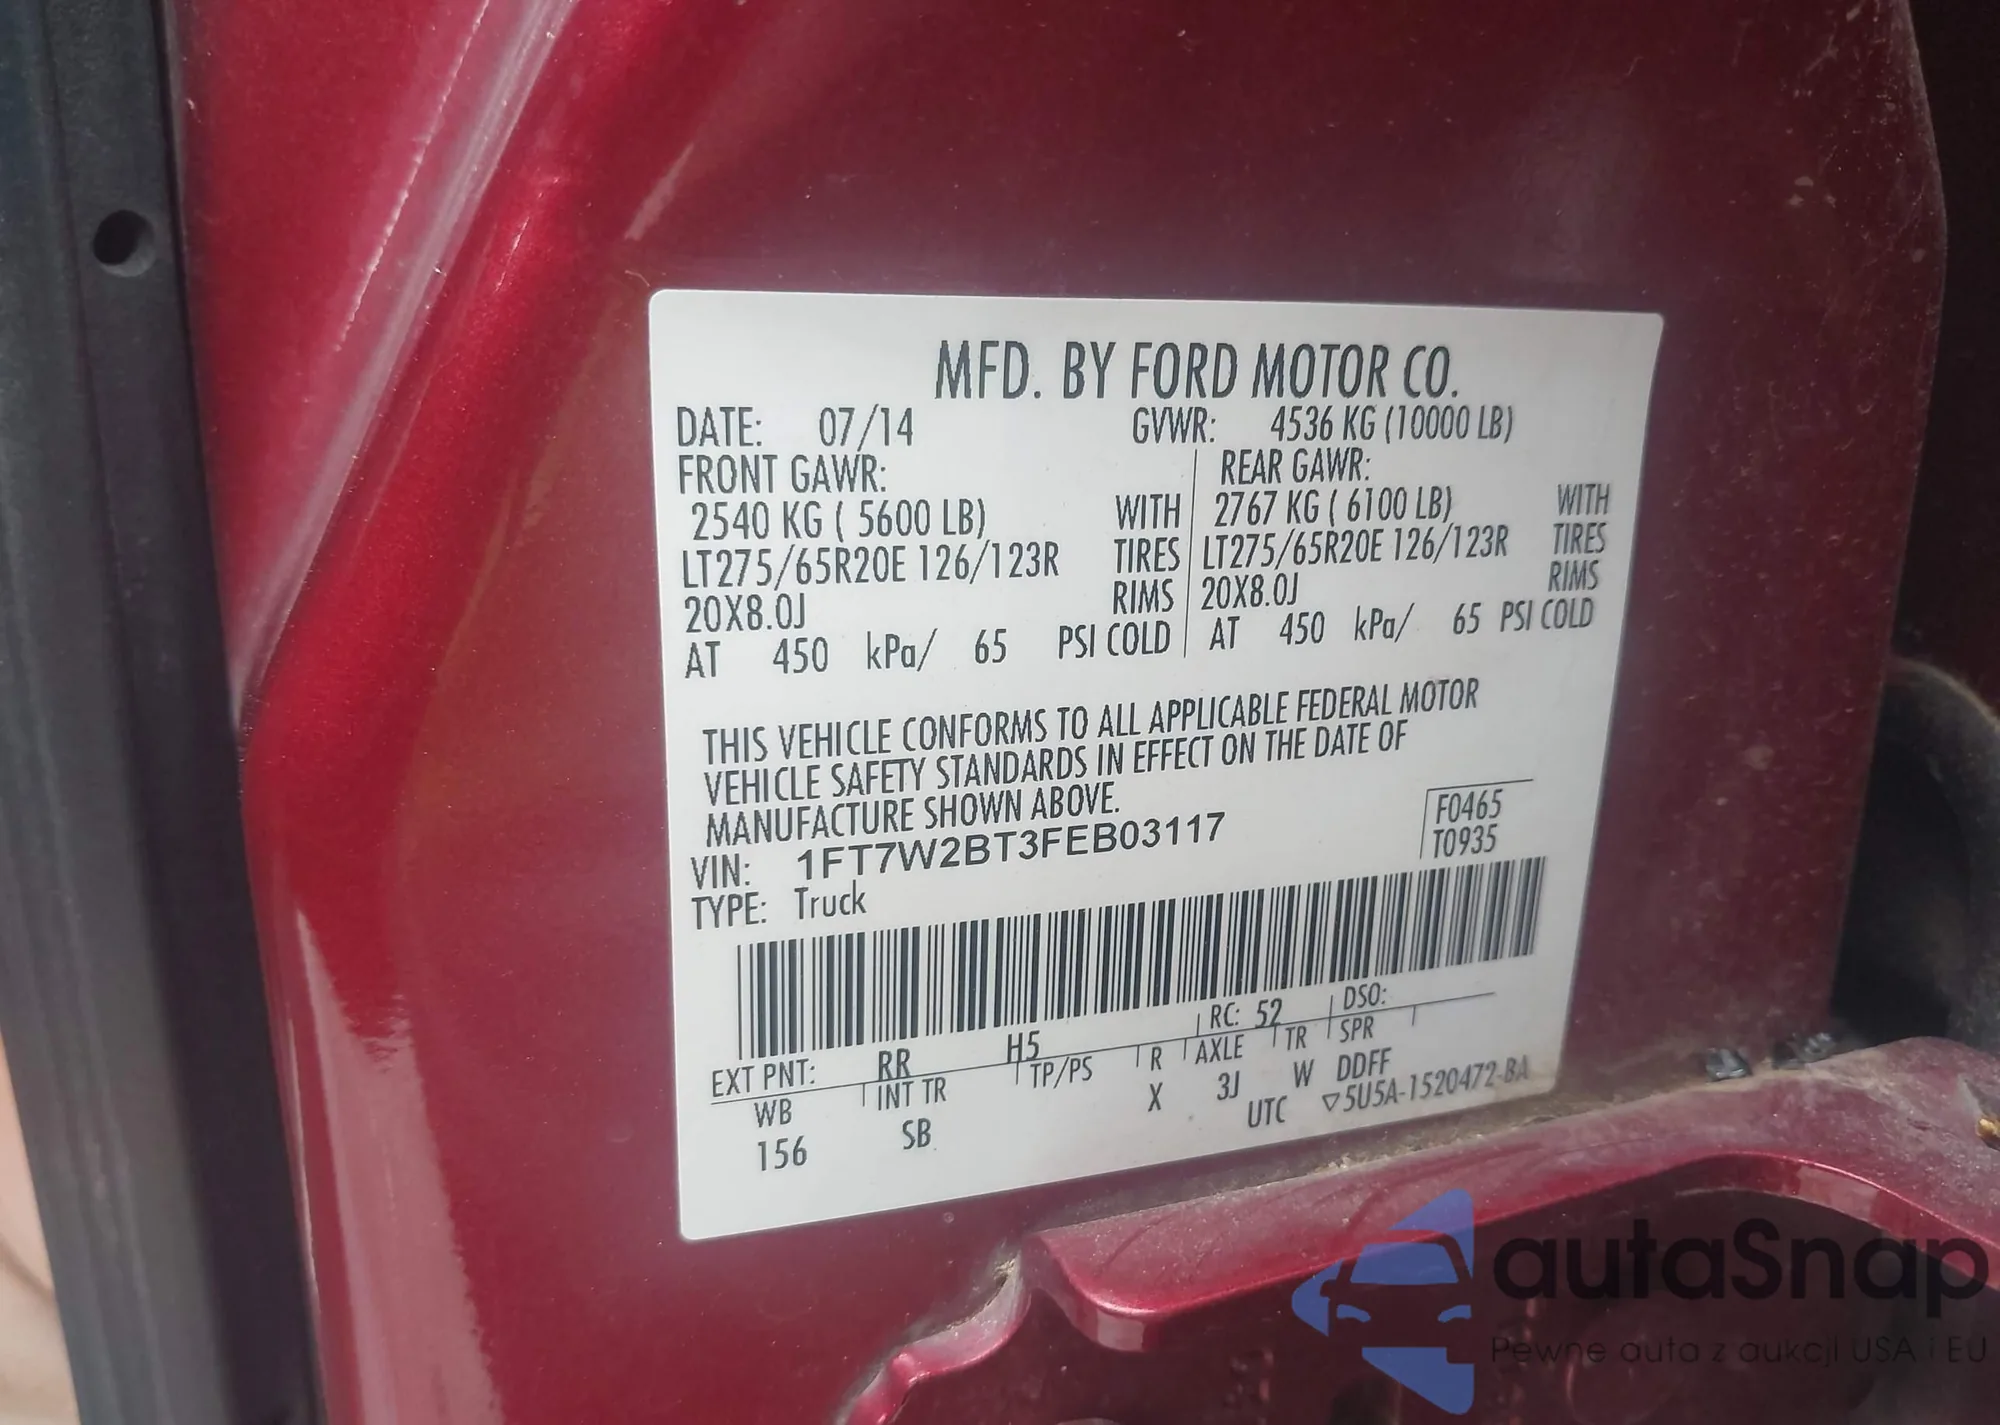 MFD. BY FORD MOTOR CO.
DATE: 07/14 GVWR: 4536 KG (10000 LB)
FRONT GAWR: REAR GAWR:
2540 KG ( 5600 LB) WITH 2767 KG ( 6100 LB) WITH
LT275/65R20E 126/123R TIRES LT275/65R20E 126/123R TIRES
20X8.0J RIMS 20X8.0J RIMS
AT 450 kPa/ 65 PSI COLD AT 450 kPa/ 65 PSI COLD
THIS VEHICLE CONFORMS TO ALL APPLICABLE FEDERAL MOTOR
VEHICLE SAFETY STANDARDS IN EFFECT ON THE DATE OF
MANUFACTURE SHOWN ABOVE.
F0465
VIN: 1FT7W2BT3FEB03117 T0935
TYPE: Truck
EXT PNT: RR H5 RC: 52 DSO:
WB INT TR TP/PS R AXLE TR SPR
156 SB X 3J W DDFF
UTC ▽5U5A-1520472-BA
autaSnap
Pewne auta z aukcji USA i EU